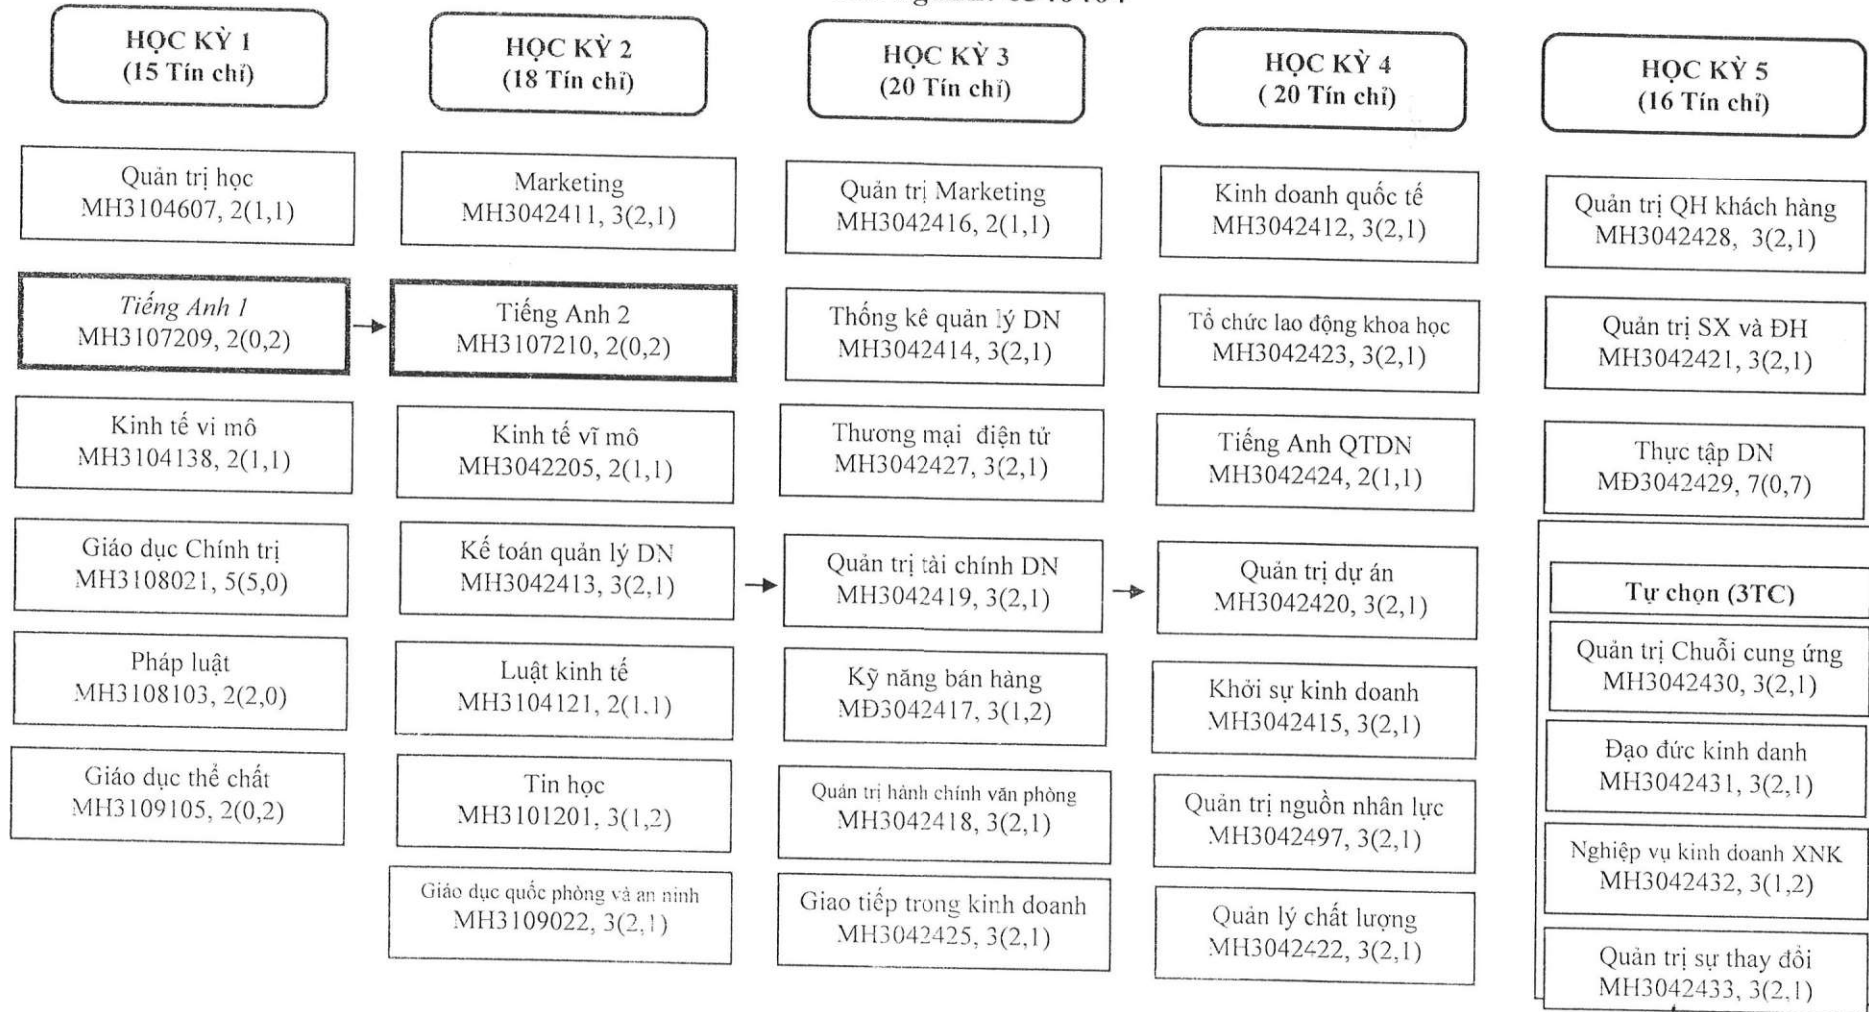 HỌC KỲ 1
(15 Tín chỉ)
Quản trị học
MH3104607, 2(1,1)
Tiếng Anh 1
MH3107209, 2(0,2)
Kinh tế vi mô
MH3104138, 2(1,1)
Giáo dục Chính trị
MH3108021, 5(5,0)
Pháp luật
MH3108103, 2(2,0)
Giáo dục thể chất
MH3109105, 2(0,2)
HỌC KỲ 2
(18 Tín chỉ)
Marketing
MH3042411, 3(2,1)
Tiếng Anh 2
MH3107210, 2(0,2)
Kinh tế vĩ mô
MH3042205, 2(1,1)
Kế toán quản lý DN
MH3042413, 3(2,1)
Luật kinh tế
MH3104121, 2(1.1)
Tin học
MH3101201, 3(1,2)
Giáo dục quốc phòng và an ninh
MH3109022, 3(2,1)
HỌC KỲ 3
(20 Tín chỉ)
Quản trị Marketing
MH3042416, 2(1,1)
Thống kê quản lý DN
MH3042414, 3(2,1)
Thương mại điện tử
MH3042427, 3(2,1)
Quản trị tài chính DN
MH3042419, 3(2,1)
Kỹ năng bán hàng
MĐ3042417, 3(1,2)
Quản trị hành chính văn phòng
MH3042418, 3(2,1)
Giao tiếp trong kinh doanh
MH3042425, 3(2,1)
HỌC KỲ 4
( 20 Tín chỉ)
Kinh doanh quốc tế
MH3042412, 3(2,1)
Tổ chức lao động khoa học
MH3042423, 3(2,1)
Tiếng Anh QTDN
MH3042424, 2(1,1)
Quản trị dự án
MH3042420, 3(2,1)
Khởi sự kinh doanh
MH3042415, 3(2,1)
Quản trị nguồn nhân lực
MH3042497, 3(2,1)
Quản lý chất lượng
MH3042422, 3(2,1)
HỌC KỲ 5
(16 Tín chỉ)
Quản trị QH khách hàng
MH3042428, 3(2,1)
Quản trị SX và ĐH
MH3042421, 3(2,1)
Thực tập DN
MĐ3042429, 7(0,7)
Tự chọn (3TC)
Quản trị Chuỗi cung ứng
MH3042430, 3(2,1)
Đạo đức kinh danh
MH3042431, 3(2,1)
Nghiệp vụ kinh doanh XNK
MH3042432, 3(1,2)
Quản trị sự thay đổi
MH3042433, 3(2,1)